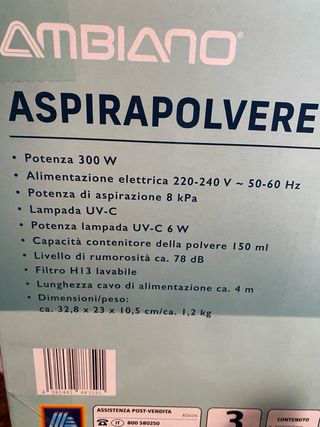 AMBIANO®
ASPIRAPOLVERE
• Potenza 300 W
• Alimentazione elettrica 220-240 V ~ 50-60 Hz
• Potenza di aspirazione 8 kPa
• Lampada UV-C
• Potenza lampada UV-C 6 W
• Capacità contenitore della polvere 150 ml
• Livello di rumorosità ca. 78 dB
• Filtro H13 lavabile
• Lunghezza cavo di alimentazione ca. 4 m
• Dimensioni/peso:
ca. 32,8 x 23 x 10,5 cm/ca. 1,2 kg
ASSISTENZA POST-VENDITA
IT 800 580250
3
CONTENUTO